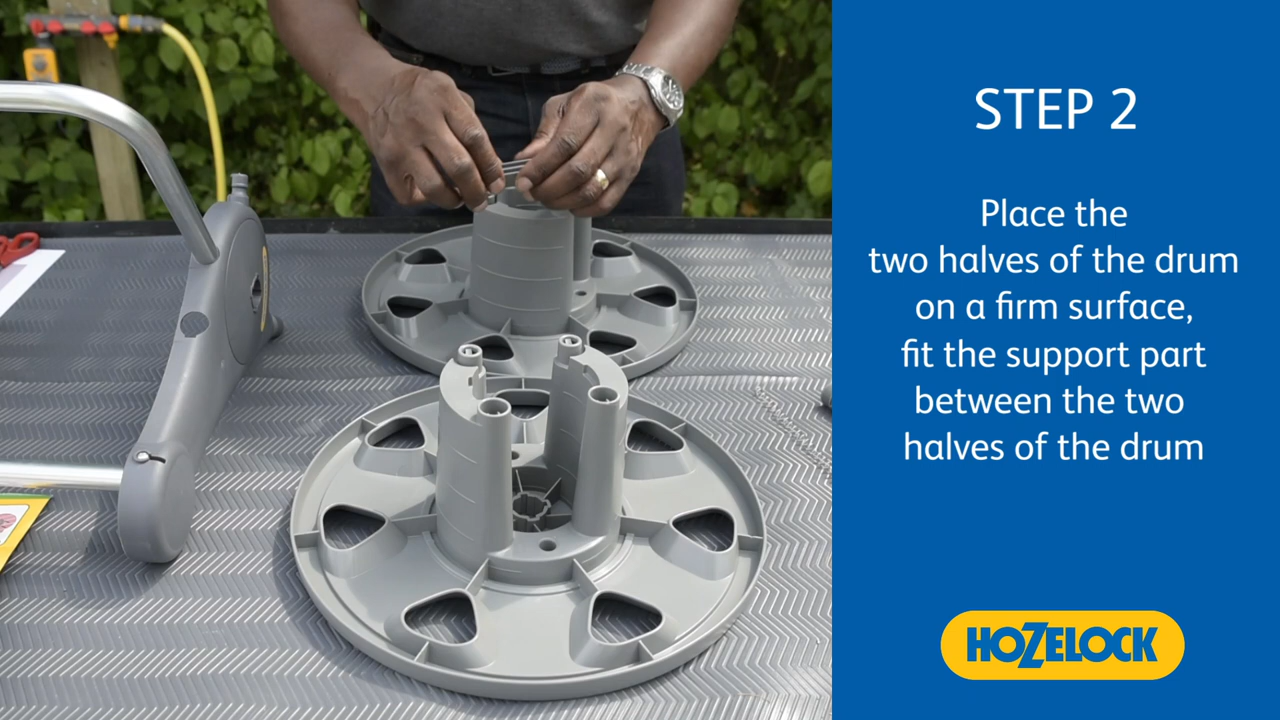 STEP 2
Place the
two halves of the drum
on a firm surface,
fit the support part
between the two
halves of the drum
HOZELOCK